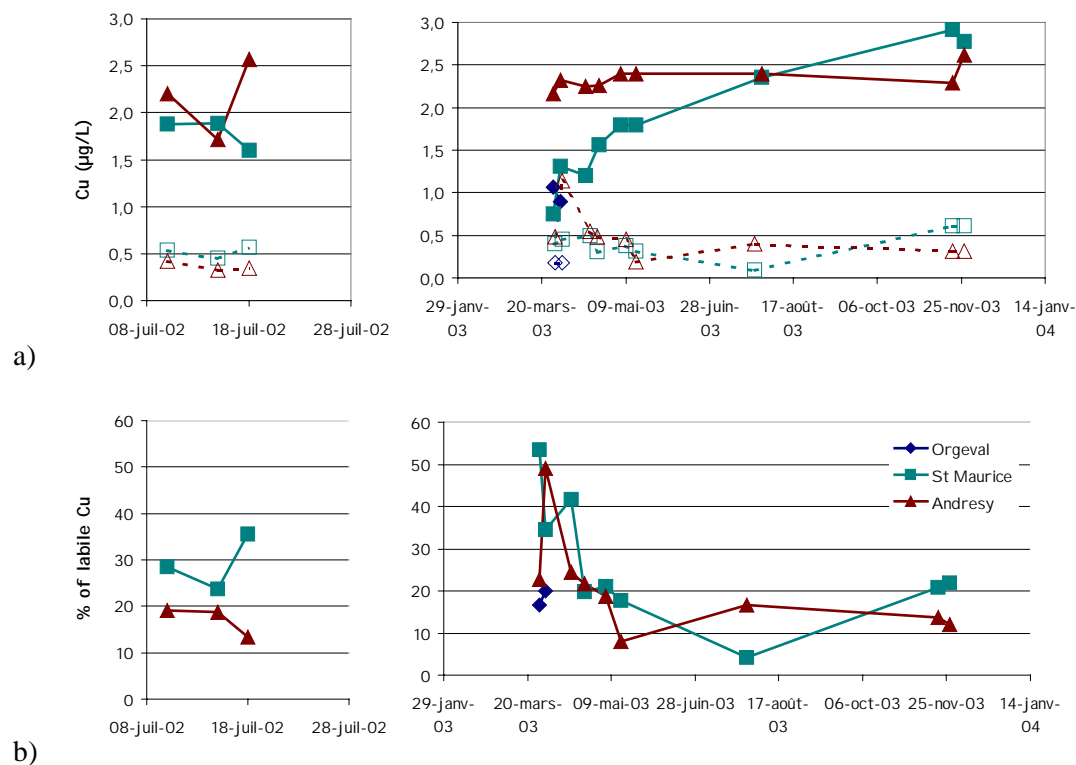 3,0
2,5
2,0
1,5
1,0
0,5
0,0
Cu (µg/L)
08-juil-02 18-juil-02 28-juil-02
3,0
2,5
2,0
1,5
1,0
0,5
0,0
29-janv-03 20-mars-03 09-mai-03 28-juin-03 17-août-03 06-oct-03 25-nov-03 14-janv-04
a)
60
50
40
30
20
10
0
% of labile Cu
08-juil-02 18-juil-02 28-juil-02
60
50
40
30
20
10
0
Orgeval
St Maurice
Andresy
29-janv-03 20-mars-03 09-mai-03 28-juin-03 17-août-03 06-oct-03 25-nov-03 14-janv-04
b)